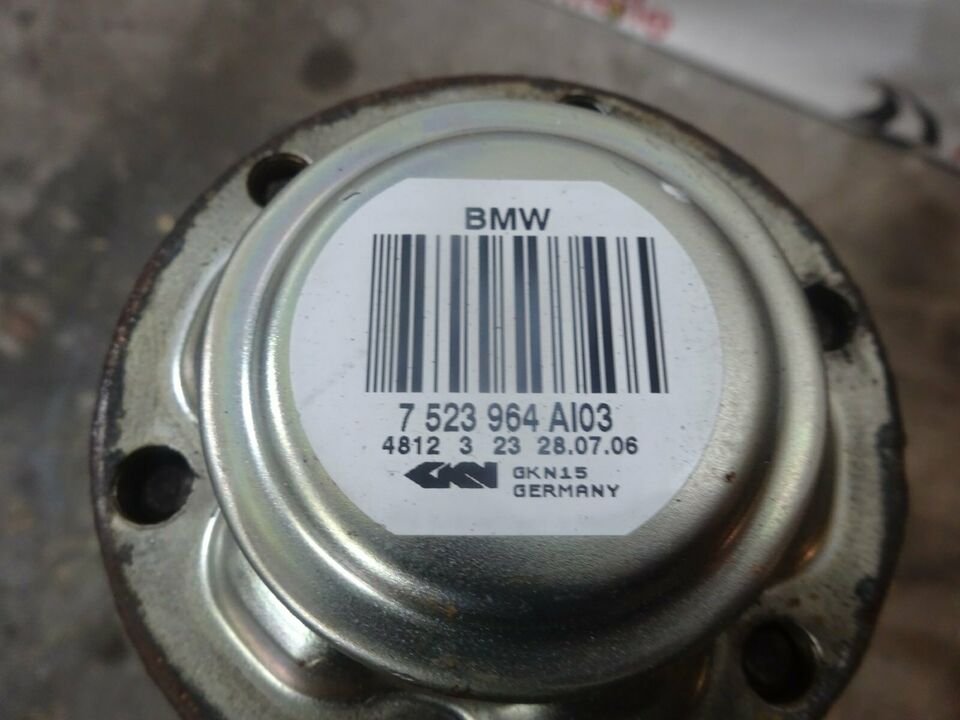 BMW
7 523 964 AI03
4812 3 23 28.07.06
GKN GKN15
GERMANY